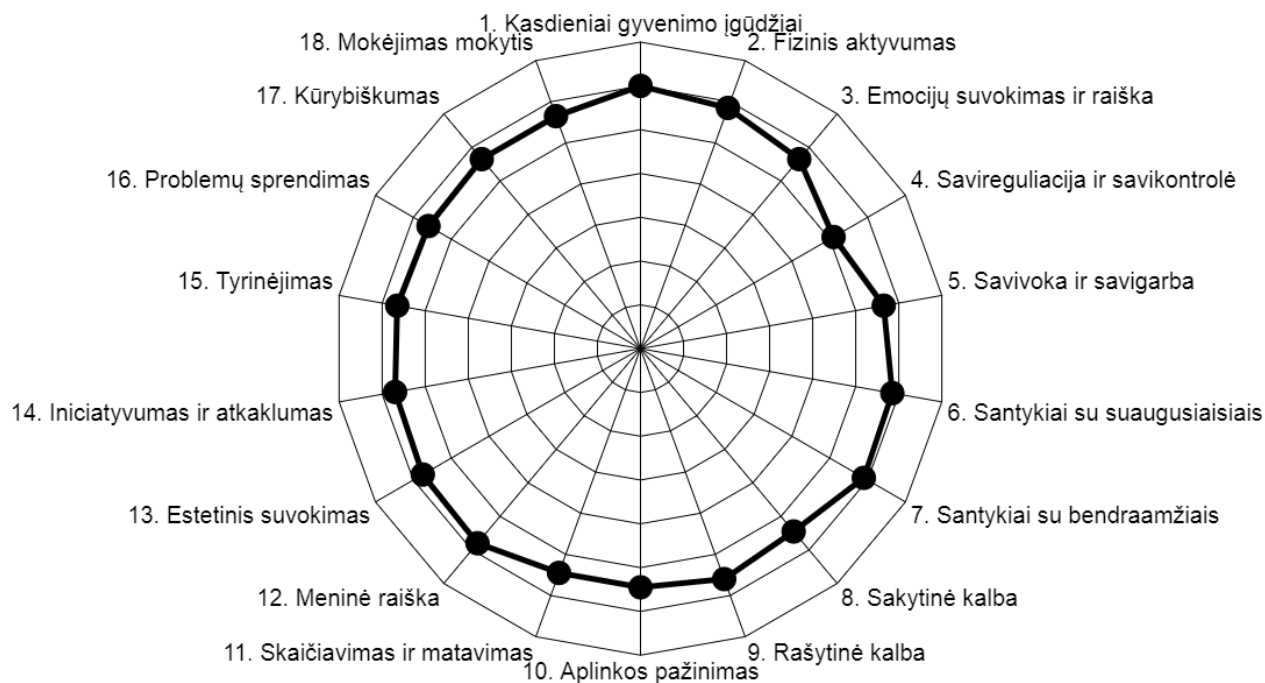 1. Kasdieniai gyvenimo įgūdžiai
2. Fizinis aktyvumas
3. Emocijų suvokimas ir raiška
4. Savireguliacija ir savikontrolė
5. Savivoka ir savigarba
6. Santykiai su suaugusiaisiais
7. Santykiai su bendraamžiais
8. Sakytinė kalba
9. Rašytinė kalba
10. Aplinkos pažinimas
11. Skaičiavimas ir matavimas
12. Meninė raiška
13. Estetinis suvokimas
14. Iniciatyvumas ir atkaklumas
15. Tyrinėjimas
16. Problemų sprendimas
17. Kūrybiškumas
18. Mokėjimas mokytis